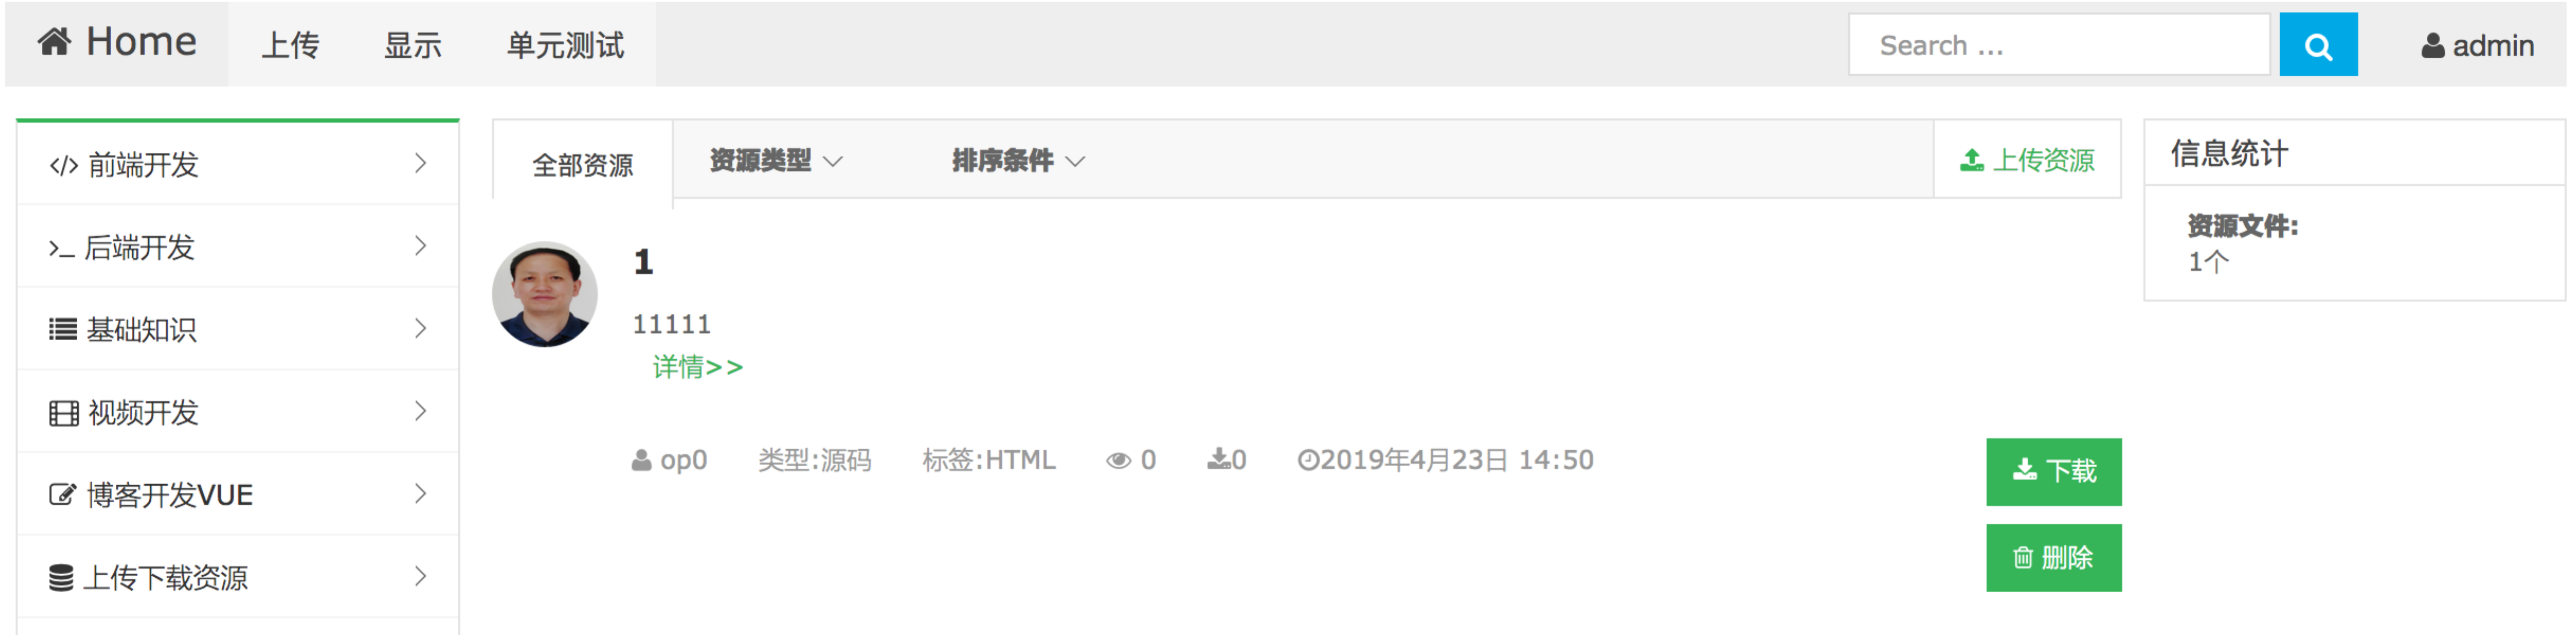 Home 上传 显示 单元测试 Search ... admin
前端开发
后端开发
基础知识
视频开发
博客开发VUE
上传下载资源
全部资源 资源类型 排序条件 上传资源
1
11111
详情>>
op0 类型:源码 标签:HTML 0 0 2019年4月23日 14:50
下载
删除
信息统计
资源文件:
1个